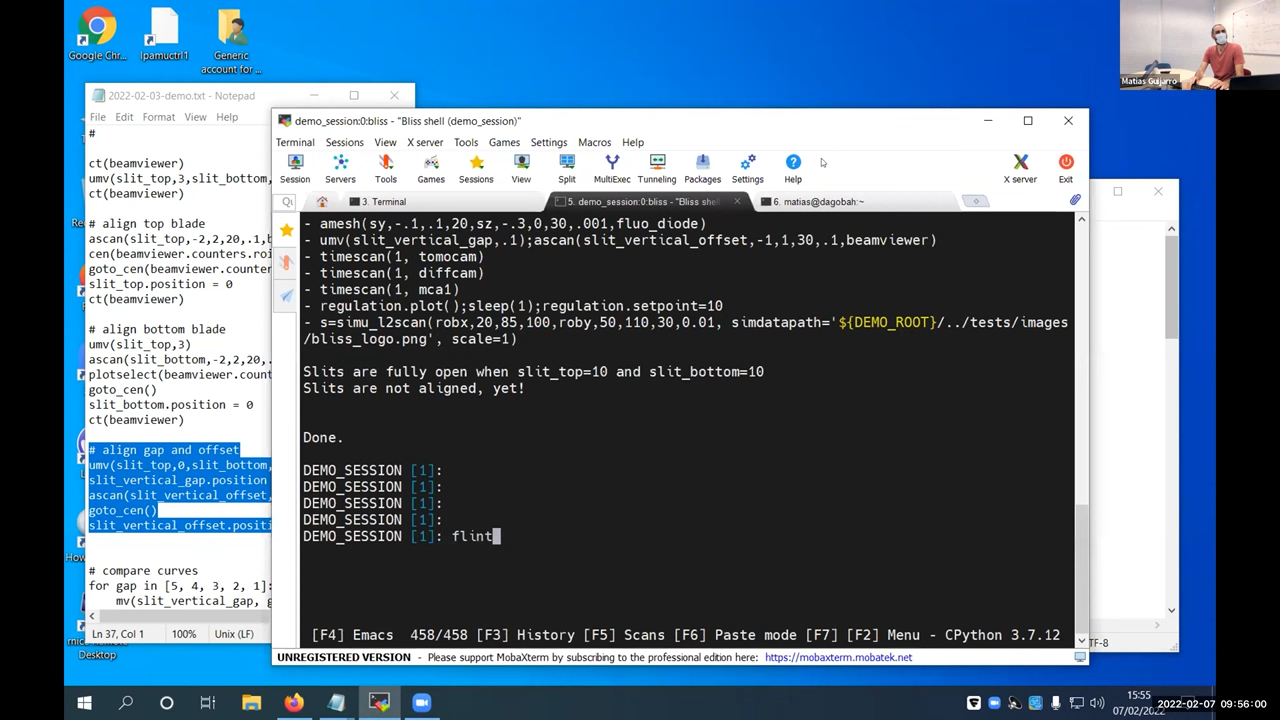 Google Chr...
lpamuctrl1
Generic
account for ...
Matias Guijarro
2022-02-03-demo.txt - Notepad
File Edit Format View Help
#
ct(beamviewer)
umv(slit_top,3,slit_bottom,
ct(beamviewer)
# align top blade
ascan(slit_top,-2,2,20,.1,b
cen(beamviewer.counters.roi
goto_cen(beamviewer.counter
slit_top.position = 0
ct(beamviewer)
# align bottom blade
umv(slit_top,3)
ascan(slit_bottom,-2,2,20,.
plotselect(beamviewer.count
goto_cen()
slit_bottom.position = 0
ct(beamviewer)
# align gap and offset
umv(slit_top,0,slit_bottom,
slit_vertical_gap.position
ascan(slit_vertical_offset,
goto_cen()
slit_vertical_offset.positi
# compare curves
for gap in [5, 4, 3, 2, 1]:
mv(slit_vertical_gap, g
Ln 37, Col 1 100% Unix (LF)
Desktop
demo_session:0:bliss - "Bliss shell (demo_session)"
Terminal Sessions View X server Tools Games Settings Macros Help
Session Servers Tools Games Sessions View Split MultiExec Tunneling Packages Settings Help X server Exit
3. Terminal
5. demo_session:0:bliss - "Bliss shel
6. matias@dagobah:~
- amesh(sy,-.1,.1,20,sz,-.3,0,30,.001,fluo_diode)
- umv(slit_vertical_gap,.1);ascan(slit_vertical_offset,-1,1,30,.1,beamviewer)
- timescan(1, tomocam)
- timescan(1, diffcam)
- timescan(1, mca1)
- regulation.plot();sleep(1);regulation.setpoint=10
- s=simu_l2scan(robx,20,85,100,roby,50,110,30,0.01, simdatapath='${DEMO_ROOT}/../tests/images
/bliss_logo.png', scale=1)
Slits are fully open when slit_top=10 and slit_bottom=10
Slits are not aligned, yet!
Done.
DEMO_SESSION [1]:
DEMO_SESSION [1]:
DEMO_SESSION [1]:
DEMO_SESSION [1]:
DEMO_SESSION [1]: flint
[F4] Emacs 458/458 [F3] History [F5] Scans [F6] Paste mode [F7] [F2] Menu - CPython 3.7.12
UNREGISTERED VERSION - Please support MobaXterm by subscribing to the professional edition here: https://mobaxterm.mobatek.net
TF-8
15:55
07/02/2022
2022-02-07 09:56:00